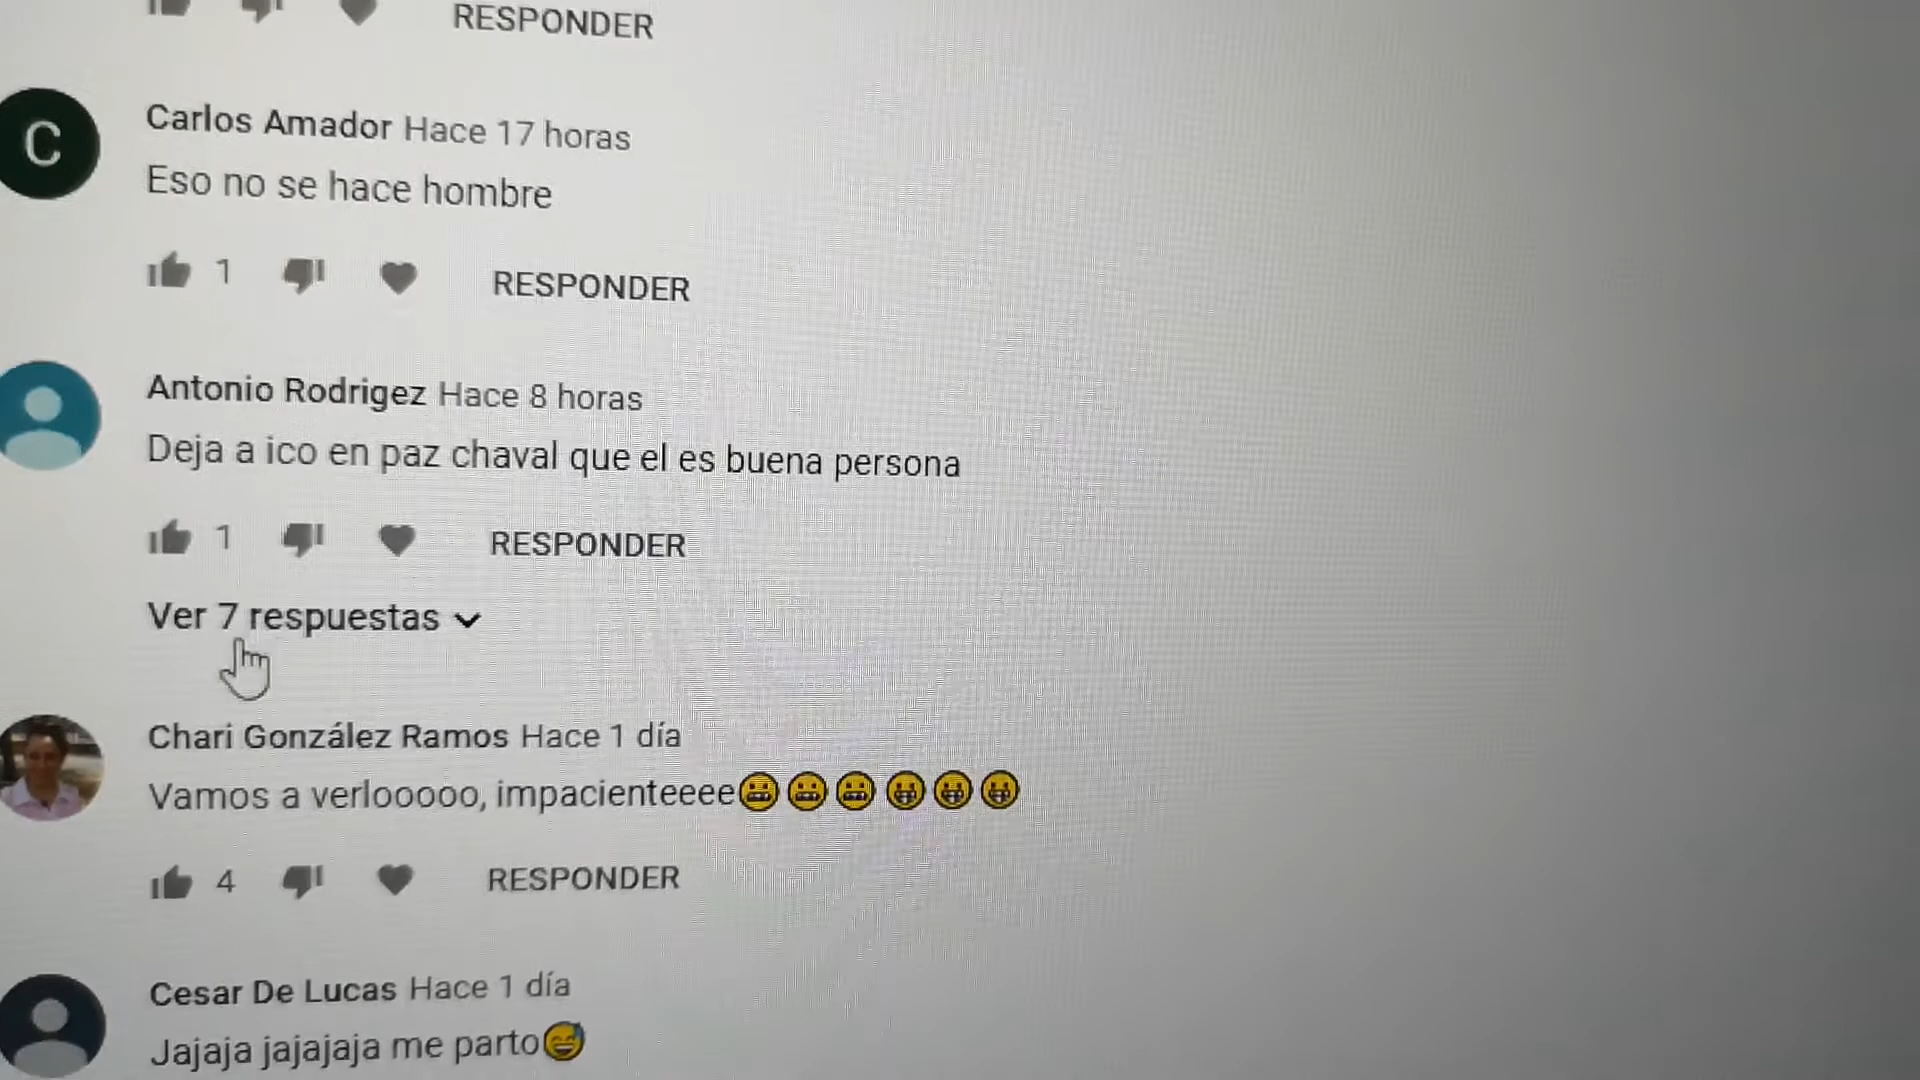 RESPONDER
C
Carlos Amador Hace 17 horas
Eso no se hace hombre
1 RESPONDER
Antonio Rodrigez Hace 8 horas
Deja a ico en paz chaval que el es buena persona
1 RESPONDER
Ver 7 respuestas
Chari González Ramos Hace 1 día
Vamos a verlooooo, impacienteeee😬😬😬😀😀😀
4 RESPONDER
Cesar De Lucas Hace 1 día
Jajaja jajajaja me parto😅